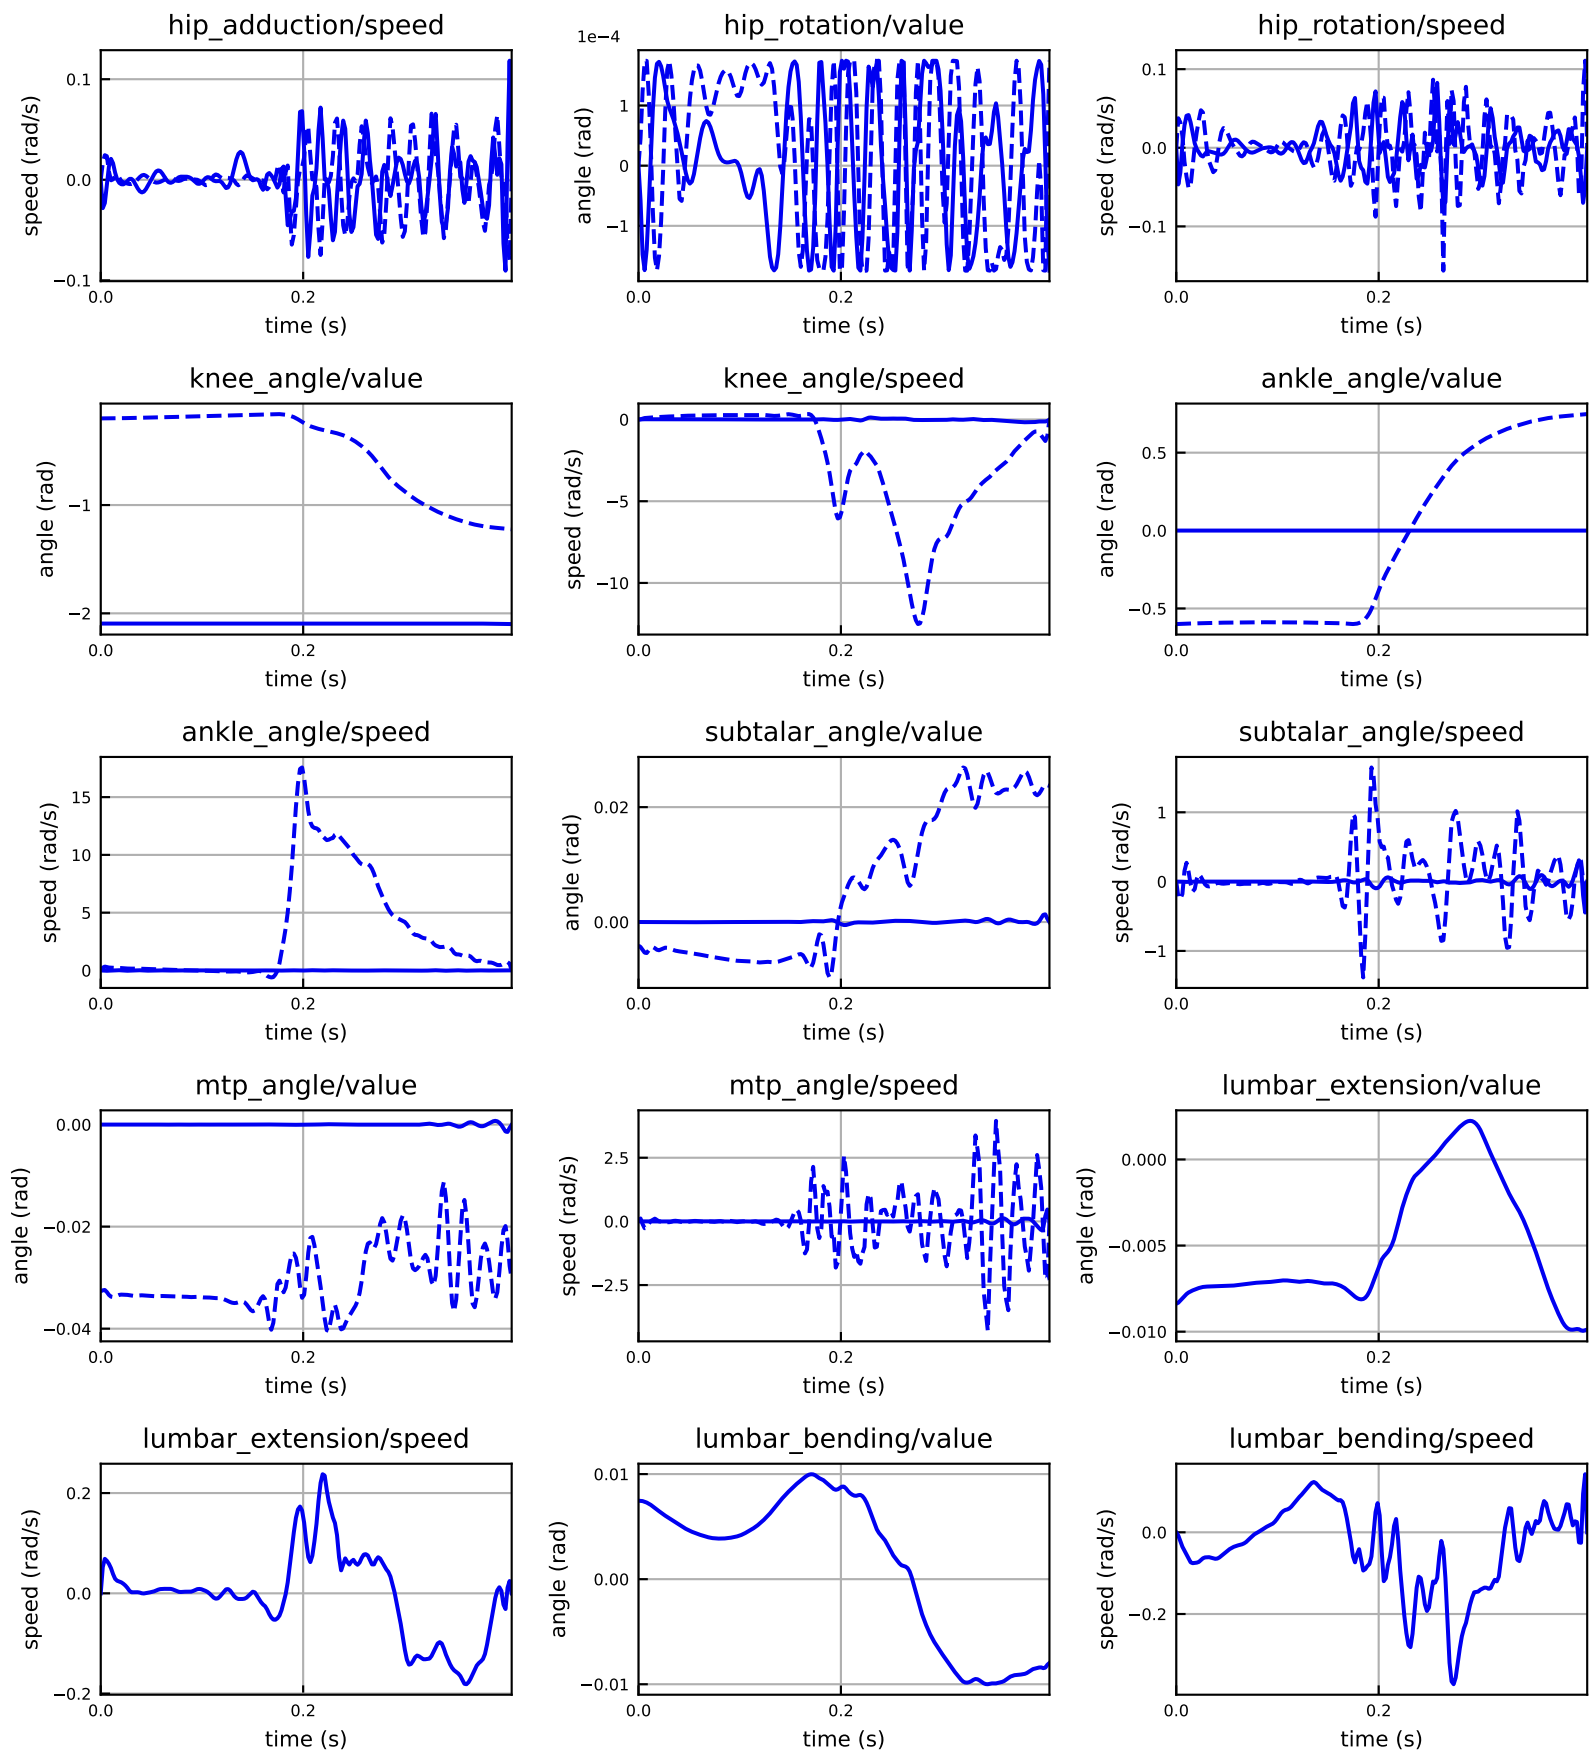 hip_adduction/speed
speed (rad/s)
0.1
0.0
−0.1
0.0
0.2
time (s)
hip_rotation/value
1e−4
angle (rad)
1
0
−1
0.0
0.2
time (s)
hip_rotation/speed
speed (rad/s)
0.1
0.0
−0.1
0.0
0.2
time (s)
knee_angle/value
angle (rad)
−1
−2
0.0
0.2
time (s)
knee_angle/speed
speed (rad/s)
0
−5
−10
0.0
0.2
time (s)
ankle_angle/value
angle (rad)
0.5
0.0
−0.5
0.0
0.2
time (s)
ankle_angle/speed
speed (rad/s)
15
10
5
0
0.0
0.2
time (s)
subtalar_angle/value
angle (rad)
0.02
0.00
0.0
0.2
time (s)
subtalar_angle/speed
speed (rad/s)
1
0
−1
0.0
0.2
time (s)
mtp_angle/value
angle (rad)
0.00
−0.02
−0.04
0.0
0.2
time (s)
mtp_angle/speed
speed (rad/s)
2.5
0.0
−2.5
0.0
0.2
time (s)
lumbar_extension/value
angle (rad)
0.000
−0.005
−0.010
0.0
0.2
time (s)
lumbar_extension/speed
speed (rad/s)
0.2
0.0
−0.2
0.0
0.2
time (s)
lumbar_bending/value
angle (rad)
0.01
0.00
−0.01
0.0
0.2
time (s)
lumbar_bending/speed
speed (rad/s)
0.0
−0.2
0.0
0.2
time (s)